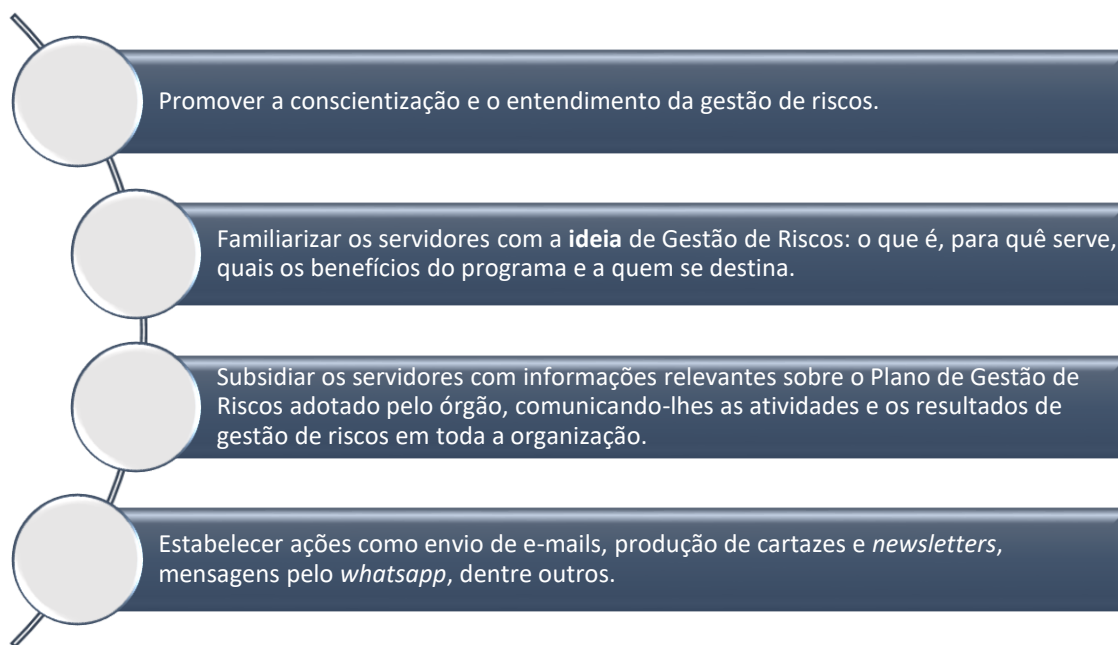 Promover a conscientização e o entendimento da gestão de riscos.
Familiarizar os servidores com a ideia de Gestão de Riscos: o que é, para quê serve,
quais os benefícios do programa e a quem se destina.
Subsidiar os servidores com informações relevantes sobre o Plano de Gestão de
Riscos adotado pelo órgão, comunicando-lhes as atividades e os resultados de
gestão de riscos em toda a organização.
Estabelecer ações como envio de e-mails, produção de cartazes e newsletters,
mensagens pelo whatsapp, dentre outros.